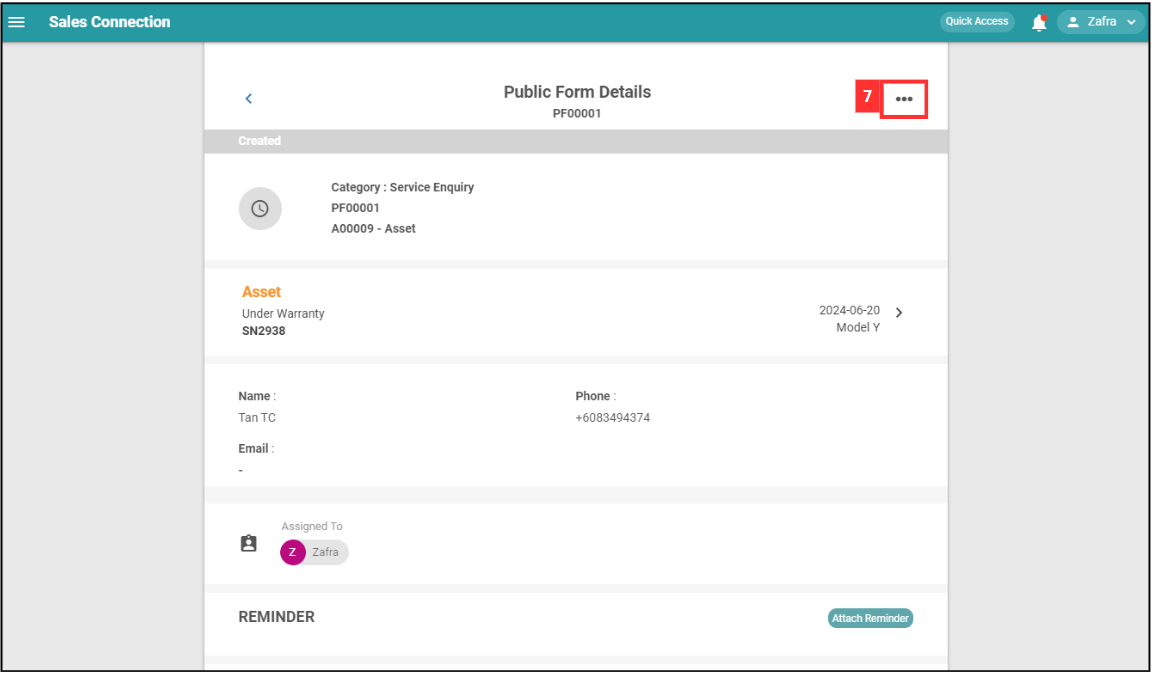 Sales Connection
Quick Access
Zafra
Public Form Details
PF00001
7
Created
Category : Service Enquiry
PF00001
A00009 - Asset
Asset
Under Warranty
SN2938
2024-06-20
Model Y
Name :
Tan TC
Phone :
+6083494374
Email :
-
Assigned To
Z Zafra
REMINDER
Attach Reminder